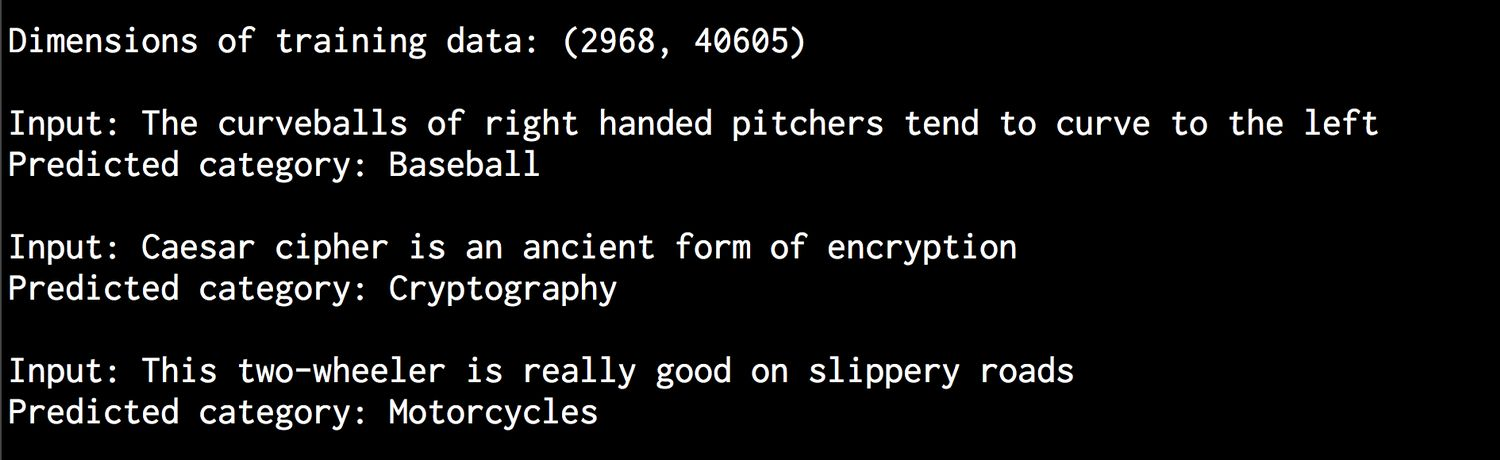 Dimensions of training data: (2968, 40605)
Input: The curveballs of right handed pitchers tend to curve to the left
Predicted category: Baseball
Input: Caesar cipher is an ancient form of encryption
Predicted category: Cryptography
Input: This two-wheeler is really good on slippery roads
Predicted category: Motorcycles